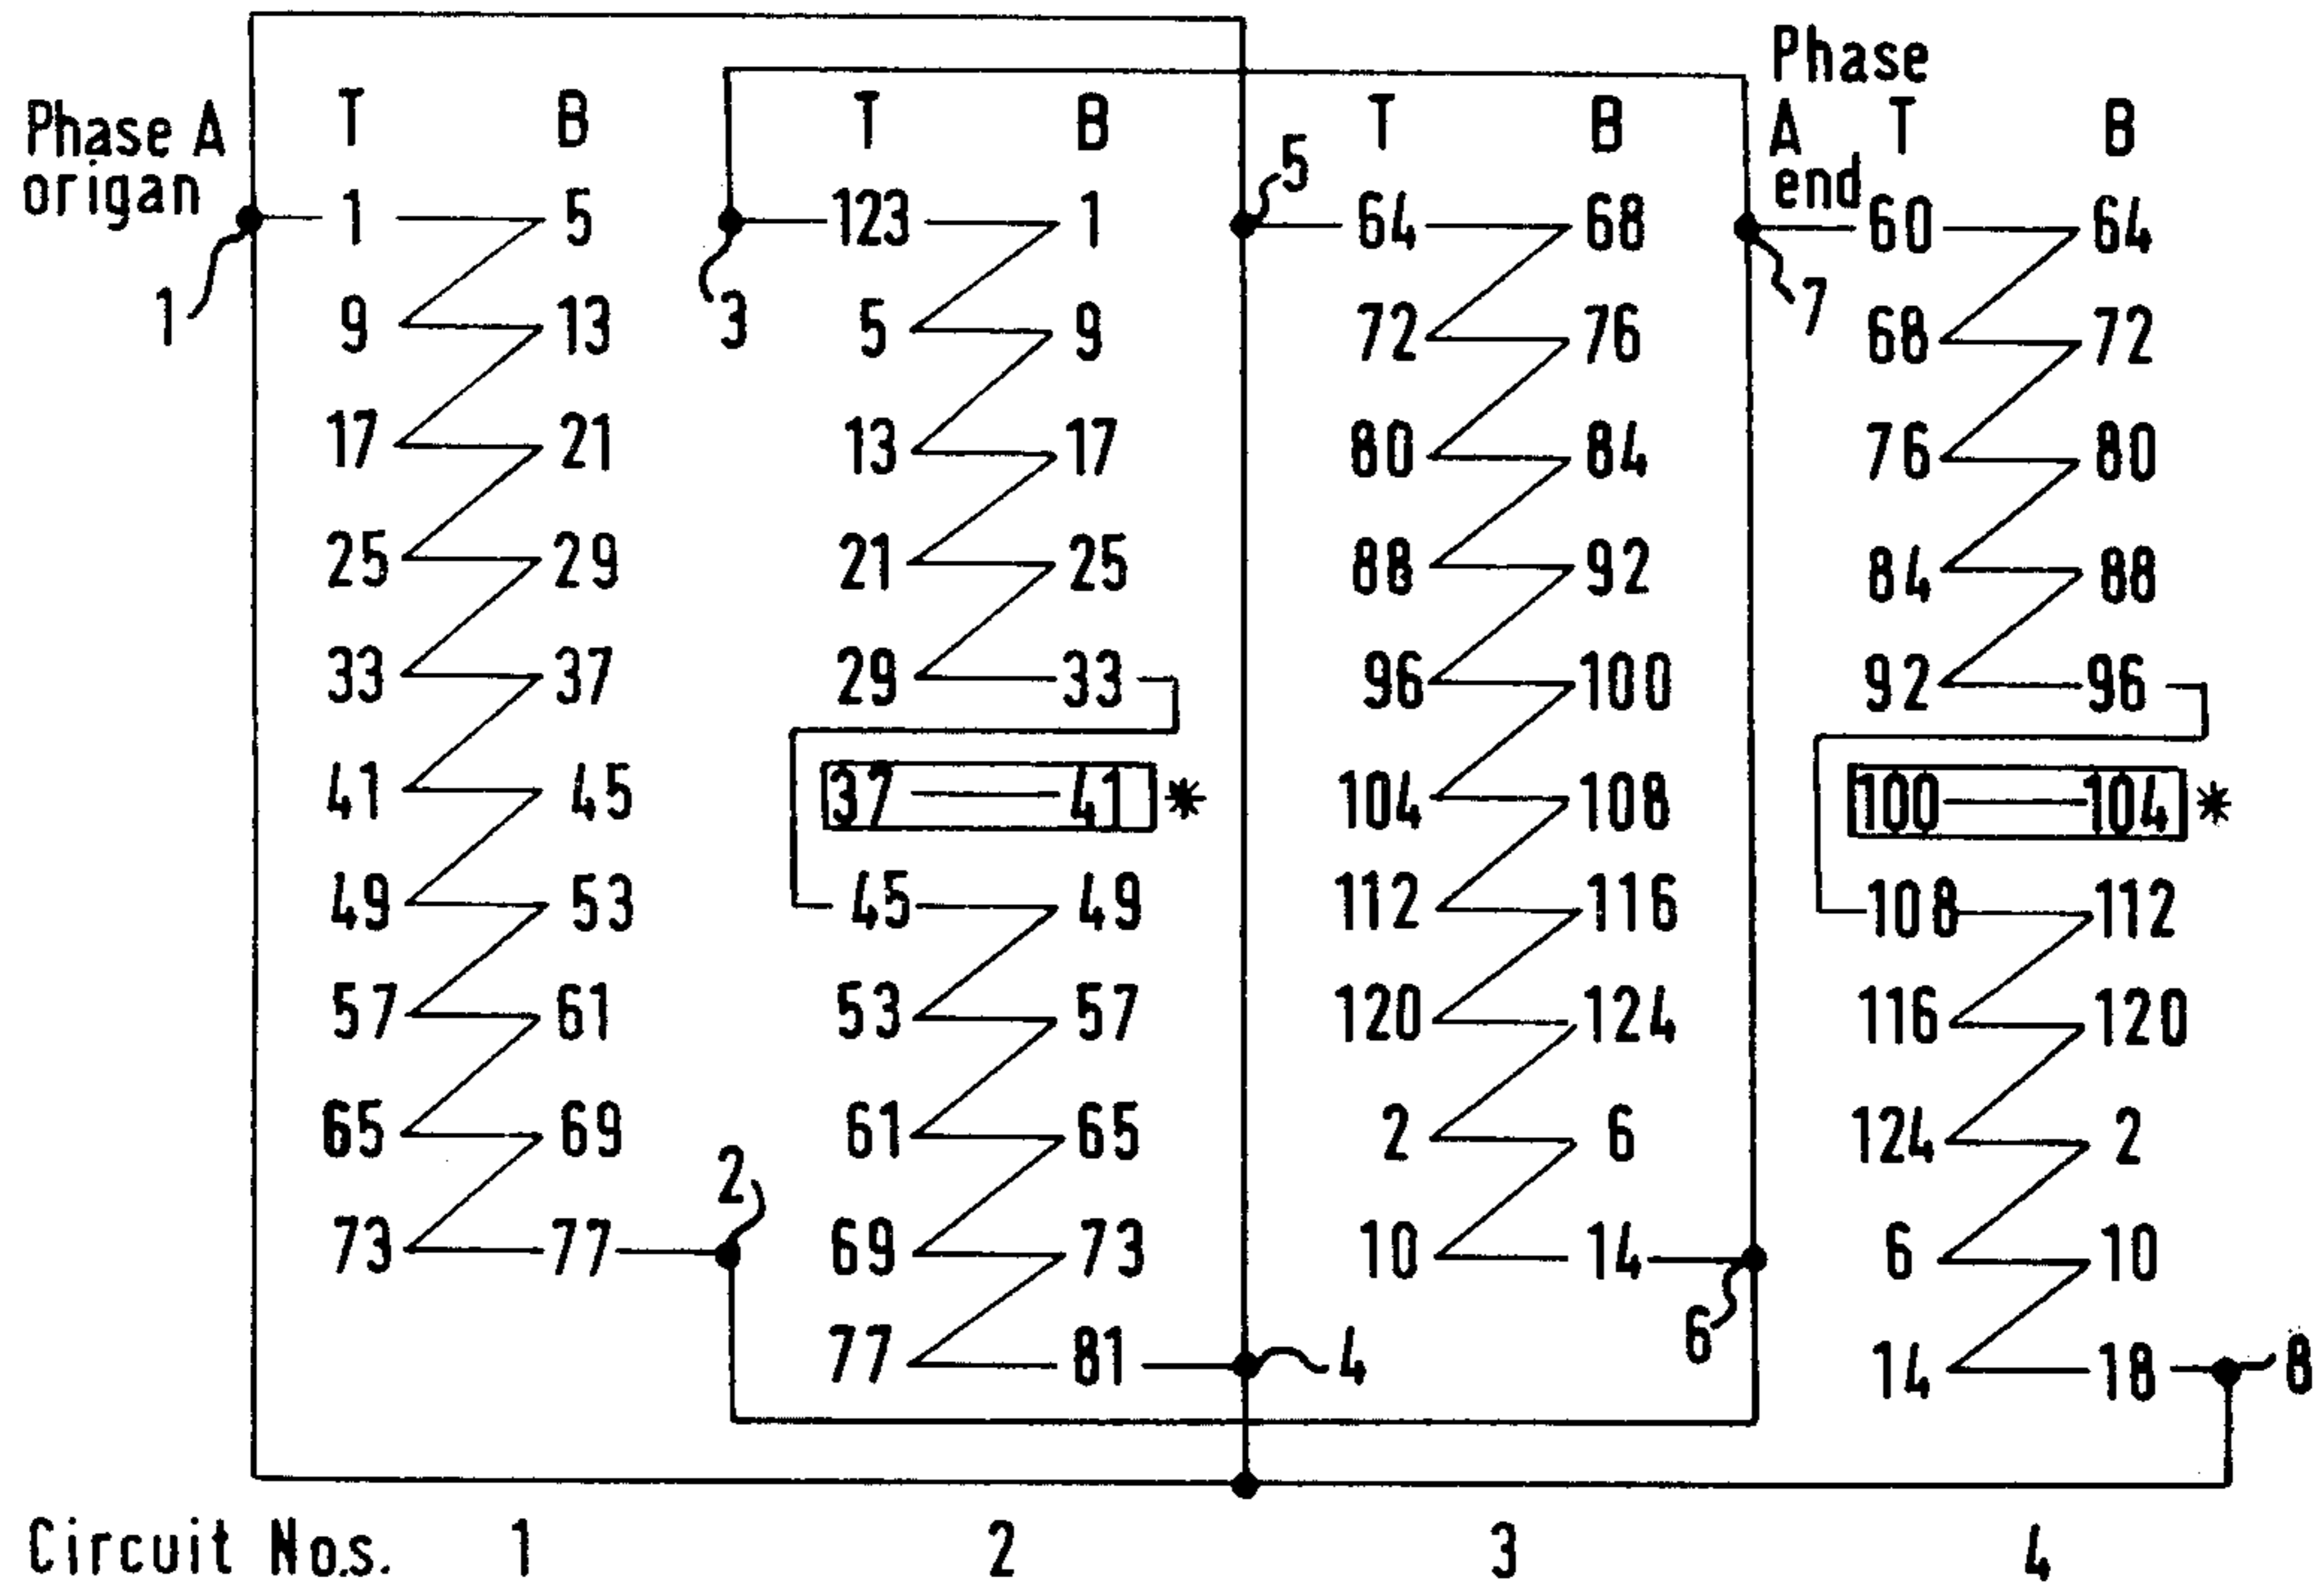 Phase A
origan
T B T B T B
Phase
A T B
end
1 5 123 1 5 64 68 60 64
1 9 13 3 5 9 72 76 7 68 72
17 21 13 17 80 84 76 80
25 29 21 25 88 92 84 88
33 37 29 33 96 100 92 96
41 45 37 41 * 104 108 100 104 *
49 53 45 49 112 116 108 112
57 61 53 57 120 124 116 120
65 69 61 65 2 6 124 2
73 77 2 69 73 10 14 6 10
77 81 4 6 14 18 8
Circuit No.s. 1 2 3 4